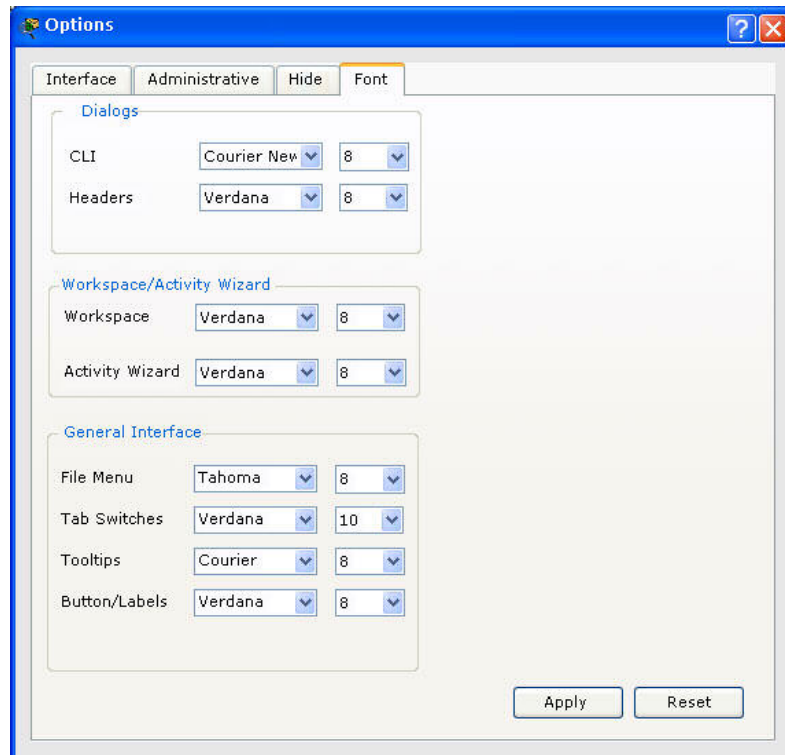 Options
Interface Administrative Hide Font
Dialogs
CLI Courier New 8
Headers Verdana 8
Workspace/Activity Wizard
Workspace Verdana 8
Activity Wizard Verdana 8
General Interface
File Menu Tahoma 8
Tab Switches Verdana 10
Tooltips Courier 8
Button/Labels Verdana 8
Apply Reset